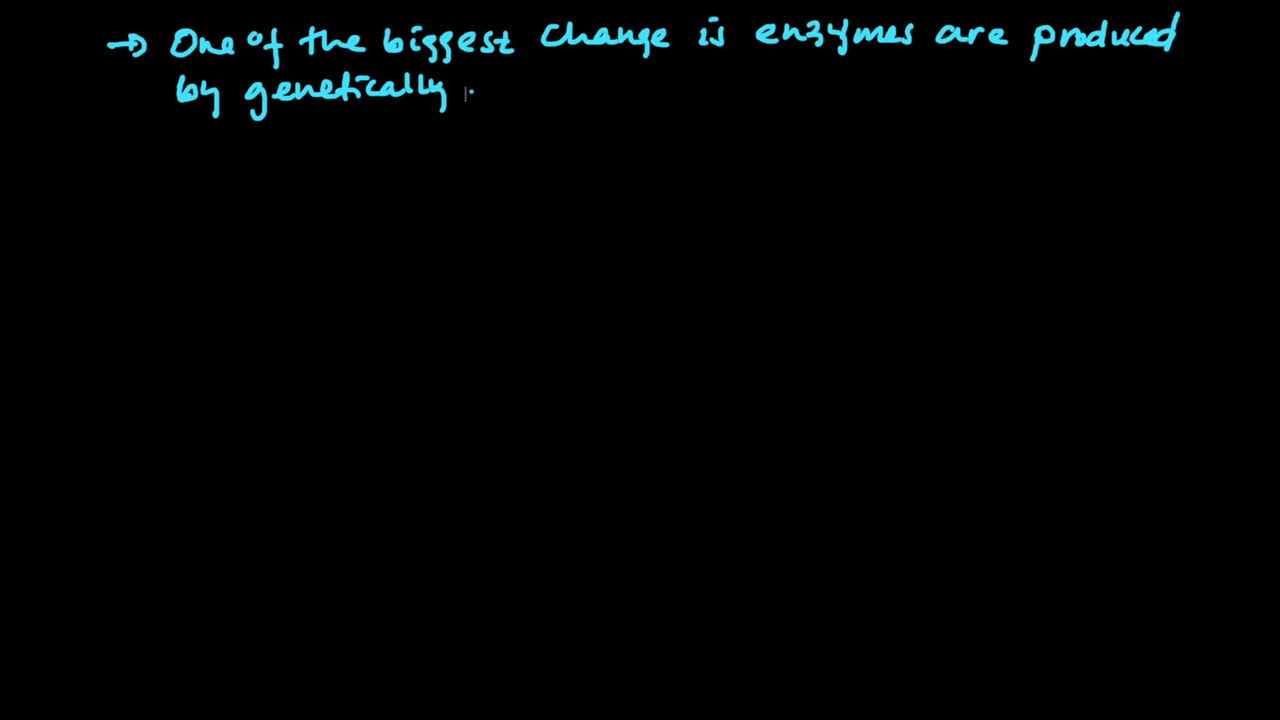 → One of the biggest change is enzymes are produced
by genetically